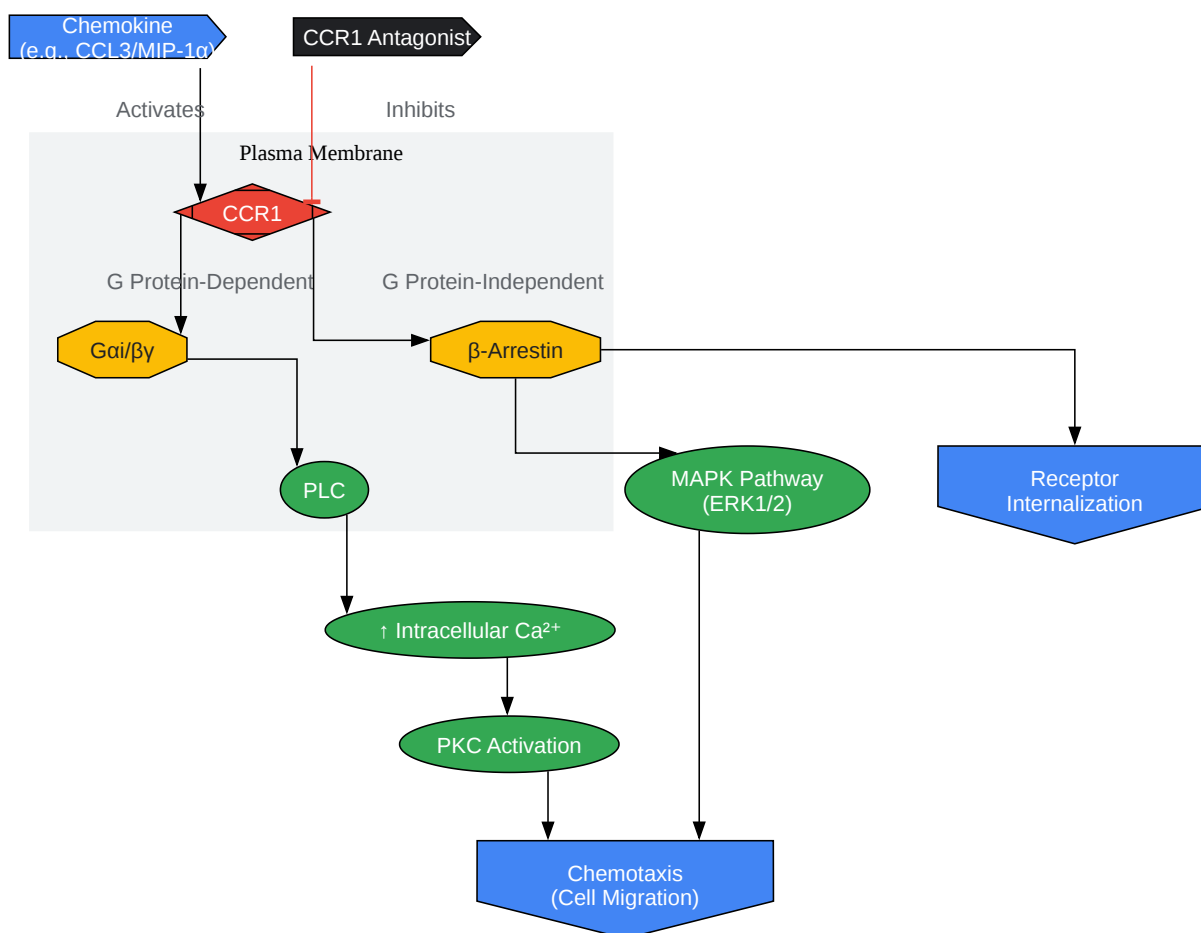 Chemokine
(e.g., CCL3/MIP-1α)
CCR1 Antagonist
Activates
Inhibits
Plasma Membrane
CCR1
G Protein-Dependent
G Protein-Independent
Gαi/βγ
β-Arrestin
PLC
MAPK Pathway
(ERK1/2)
Receptor
Internalization
↑ Intracellular Ca²⁺
PKC Activation
Chemotaxis
(Cell Migration)